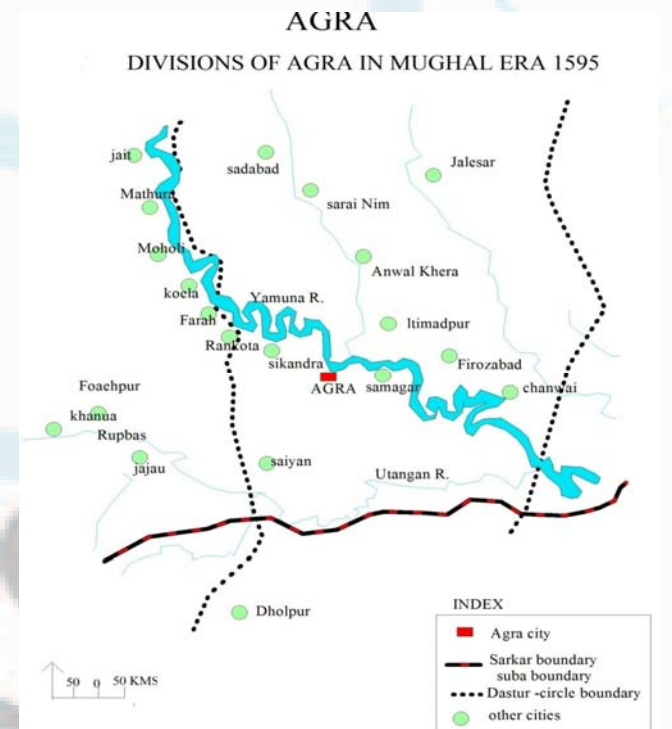 AGRA
DIVISIONS OF AGRA IN MUGHAL ERA 1595
jait
sadabad
Jalesar
Mathura
sarai Nim
Moholi
Anwal Khera
koela
Yamuna R.
Farah
Itimadpur
Rankota
sikandra
Firozabad
AGRA
samagar
chanwai
Foaehpur
khanua
Rupbas
jajau
saiyan
Utangan R.
Dholpur
INDEX
Agra city
Sarkar boundary
suba boundary
Dastur -circle boundary
other cities
50 0 50 KMS